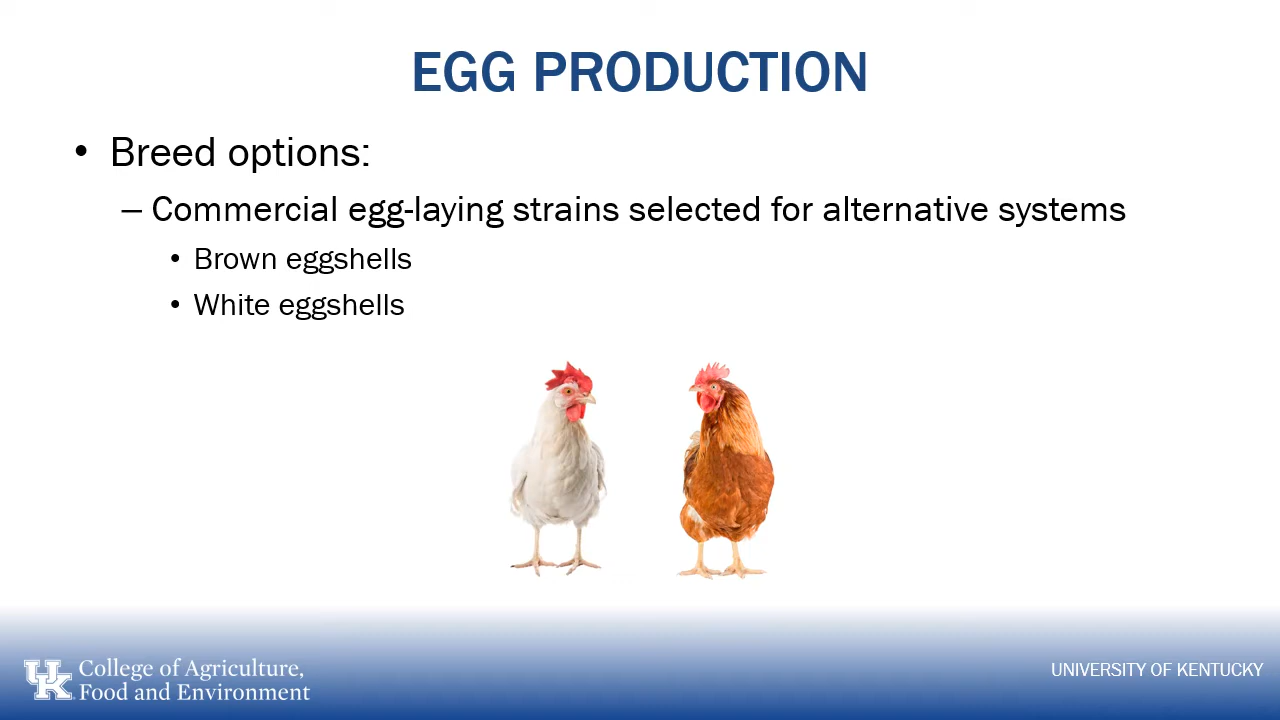 EGG PRODUCTION
• Breed options:
– Commercial egg-laying strains selected for alternative systems
• Brown eggshells
• White eggshells
UK College of Agriculture,
Food and Environment
UNIVERSITY OF KENTUCKY